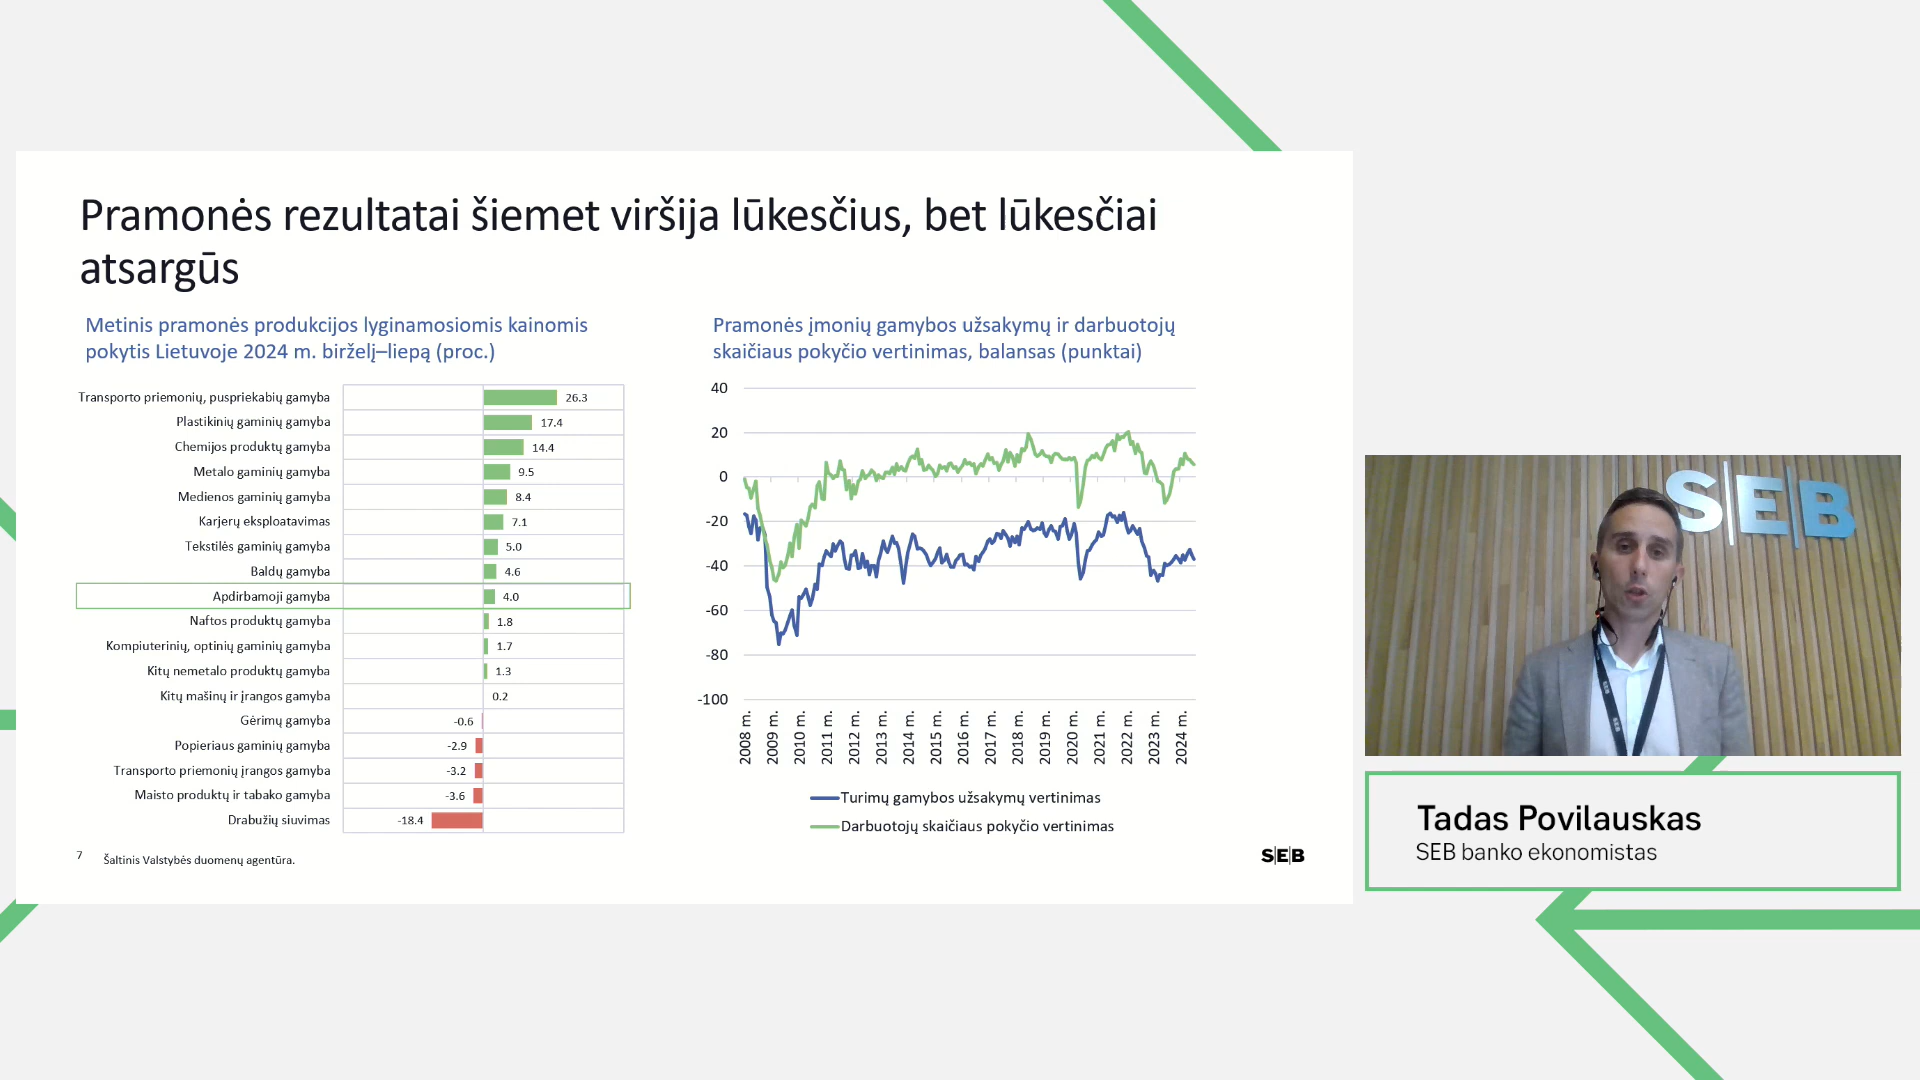 Pramonės rezultatai šiemet viršija lūkesčius, bet lūkesčiai
atsargūs
Metinis pramonės produkcijos lyginamosiomis kainomis
pokytis Lietuvoje 2024 m. birželį–liepą (proc.)
Transporto priemonių, puspriekabių gamyba 26.3
Plastikinių gaminių gamyba 17.4
Chemijos produktų gamyba 14.4
Metalo gaminių gamyba 9.5
Medienos gaminių gamyba 8.4
Karjerų eksploatavimas 7.1
Tekstilės gaminių gamyba 5.0
Baldų gamyba 4.6
Apdirbamoji gamyba 4.0
Naftos produktų gamyba 1.8
Kompiuterinių, optinių gaminių gamyba 1.7
Kitų nemetalo produktų gamyba 1.3
Kitų mašinų ir įrangos gamyba 0.2
Gėrimų gamyba -0.6
Popieriaus gaminių gamyba -2.9
Transporto priemonių įrangos gamyba -3.2
Maisto produktų ir tabako gamyba -3.6
Drabužių siuvimas -18.4
7 Šaltinis Valstybės duomenų agentūra.
Pramonės įmonių gamybos užsakymų ir darbuotojų
skaičiaus pokyčio vertinimas, balansas (punktai)
40
20
0
-20
-40
-60
-80
-100
2008 m. 2009 m. 2010 m. 2011 m. 2012 m. 2013 m. 2014 m. 2015 m. 2016 m. 2017 m. 2018 m. 2019 m. 2020 m. 2021 m. 2022 m. 2023 m. 2024 m.
Turimų gamybos užsakymų vertinimas
Darbuotojų skaičiaus pokyčio vertinimas
SEB
SEB
Tadas Povilauskas
SEB banko ekonomistas